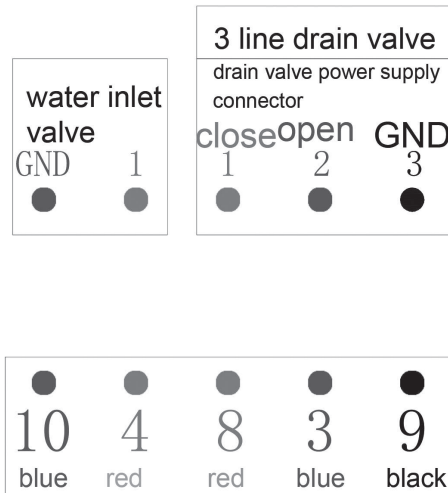 3 line drain valve
drain valve power supply
connector
water inlet
valve
close open GND
GND 1 1 2 3
10 4 8 3 9
blue red red blue black